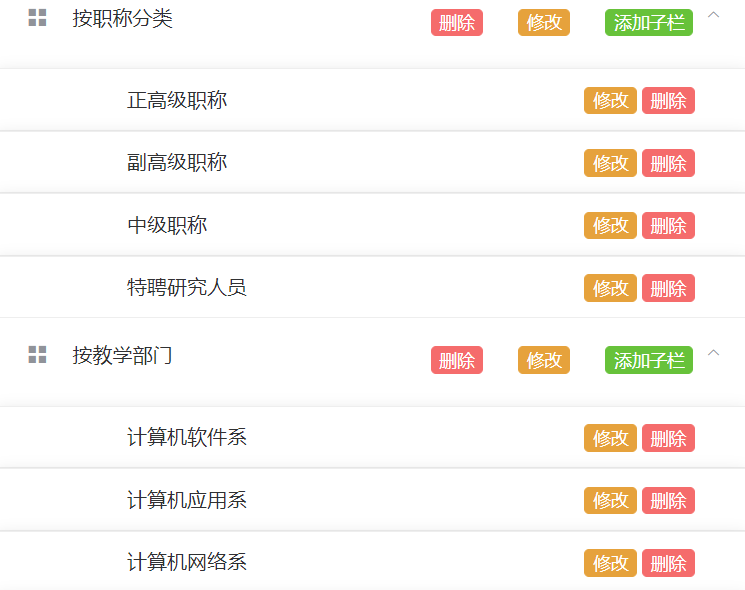 按职称分类 删除 修改 添加子栏
正高级职称 修改 删除
副高级职称 修改 删除
中级职称 修改 删除
特聘研究人员 修改 删除
按教学部门 删除 修改 添加子栏
计算机软件系 修改 删除
计算机应用系 修改 删除
计算机网络系 修改 删除